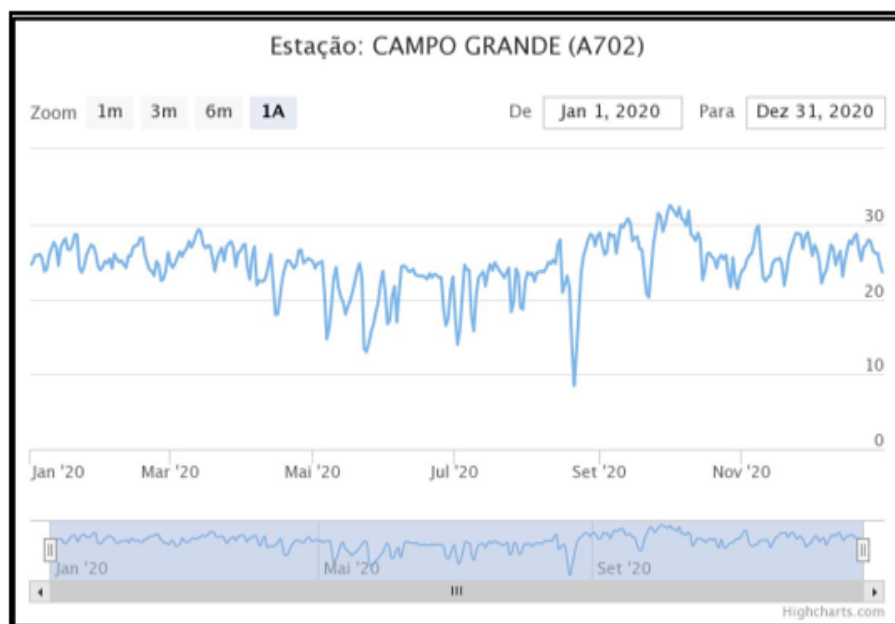 Estação: CAMPO GRANDE (A702)
Zoom 1m 3m 6m 1A De Jan 1, 2020 Para Dez 31, 2020
30
20
10
0
Jan '20 Mar '20 Mai '20 Jul '20 Set '20 Nov '20
Jan '20 Mai '20 Set '20
Highcharts.com